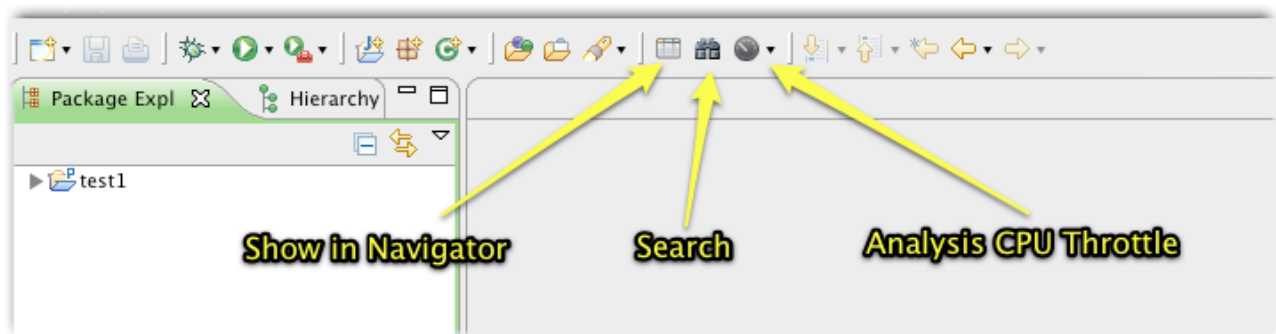 Package Expl
Hierarchy
test1
Show in Navigator
Search
Analysis CPU Throttle